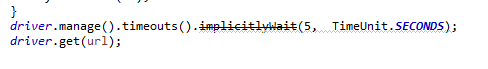 }
driver.manage().timeouts().implicitlyWait(5,  TimeUnit.SECONDS);
driver.get(url);